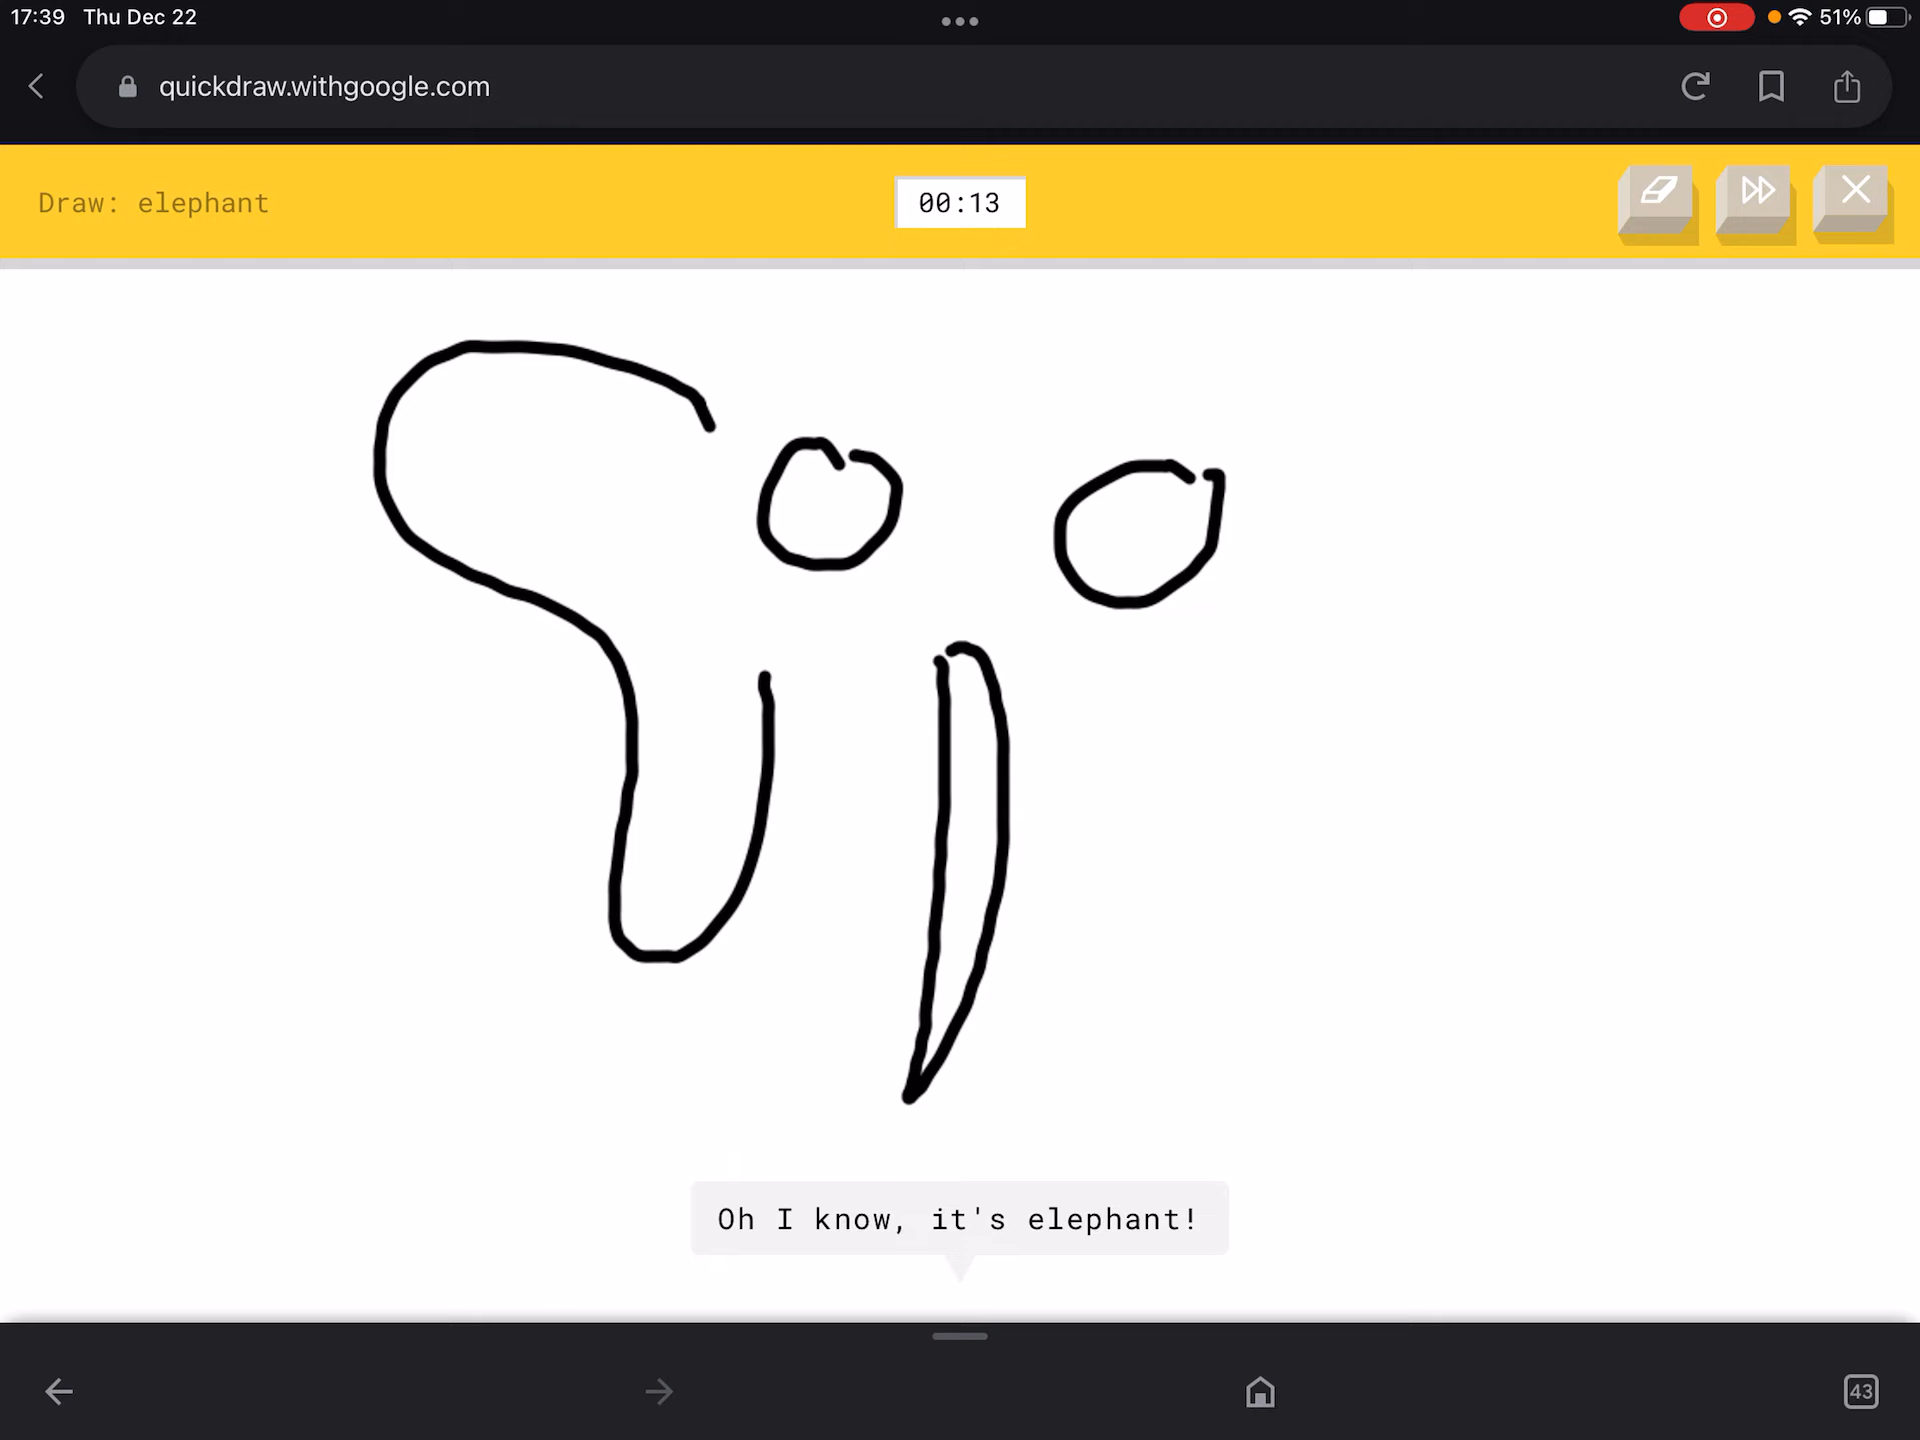 17:39 Thu Dec 22
51%
quickdraw.withgoogle.com
Draw: elephant
00:13
Oh I know, it's elephant!
43